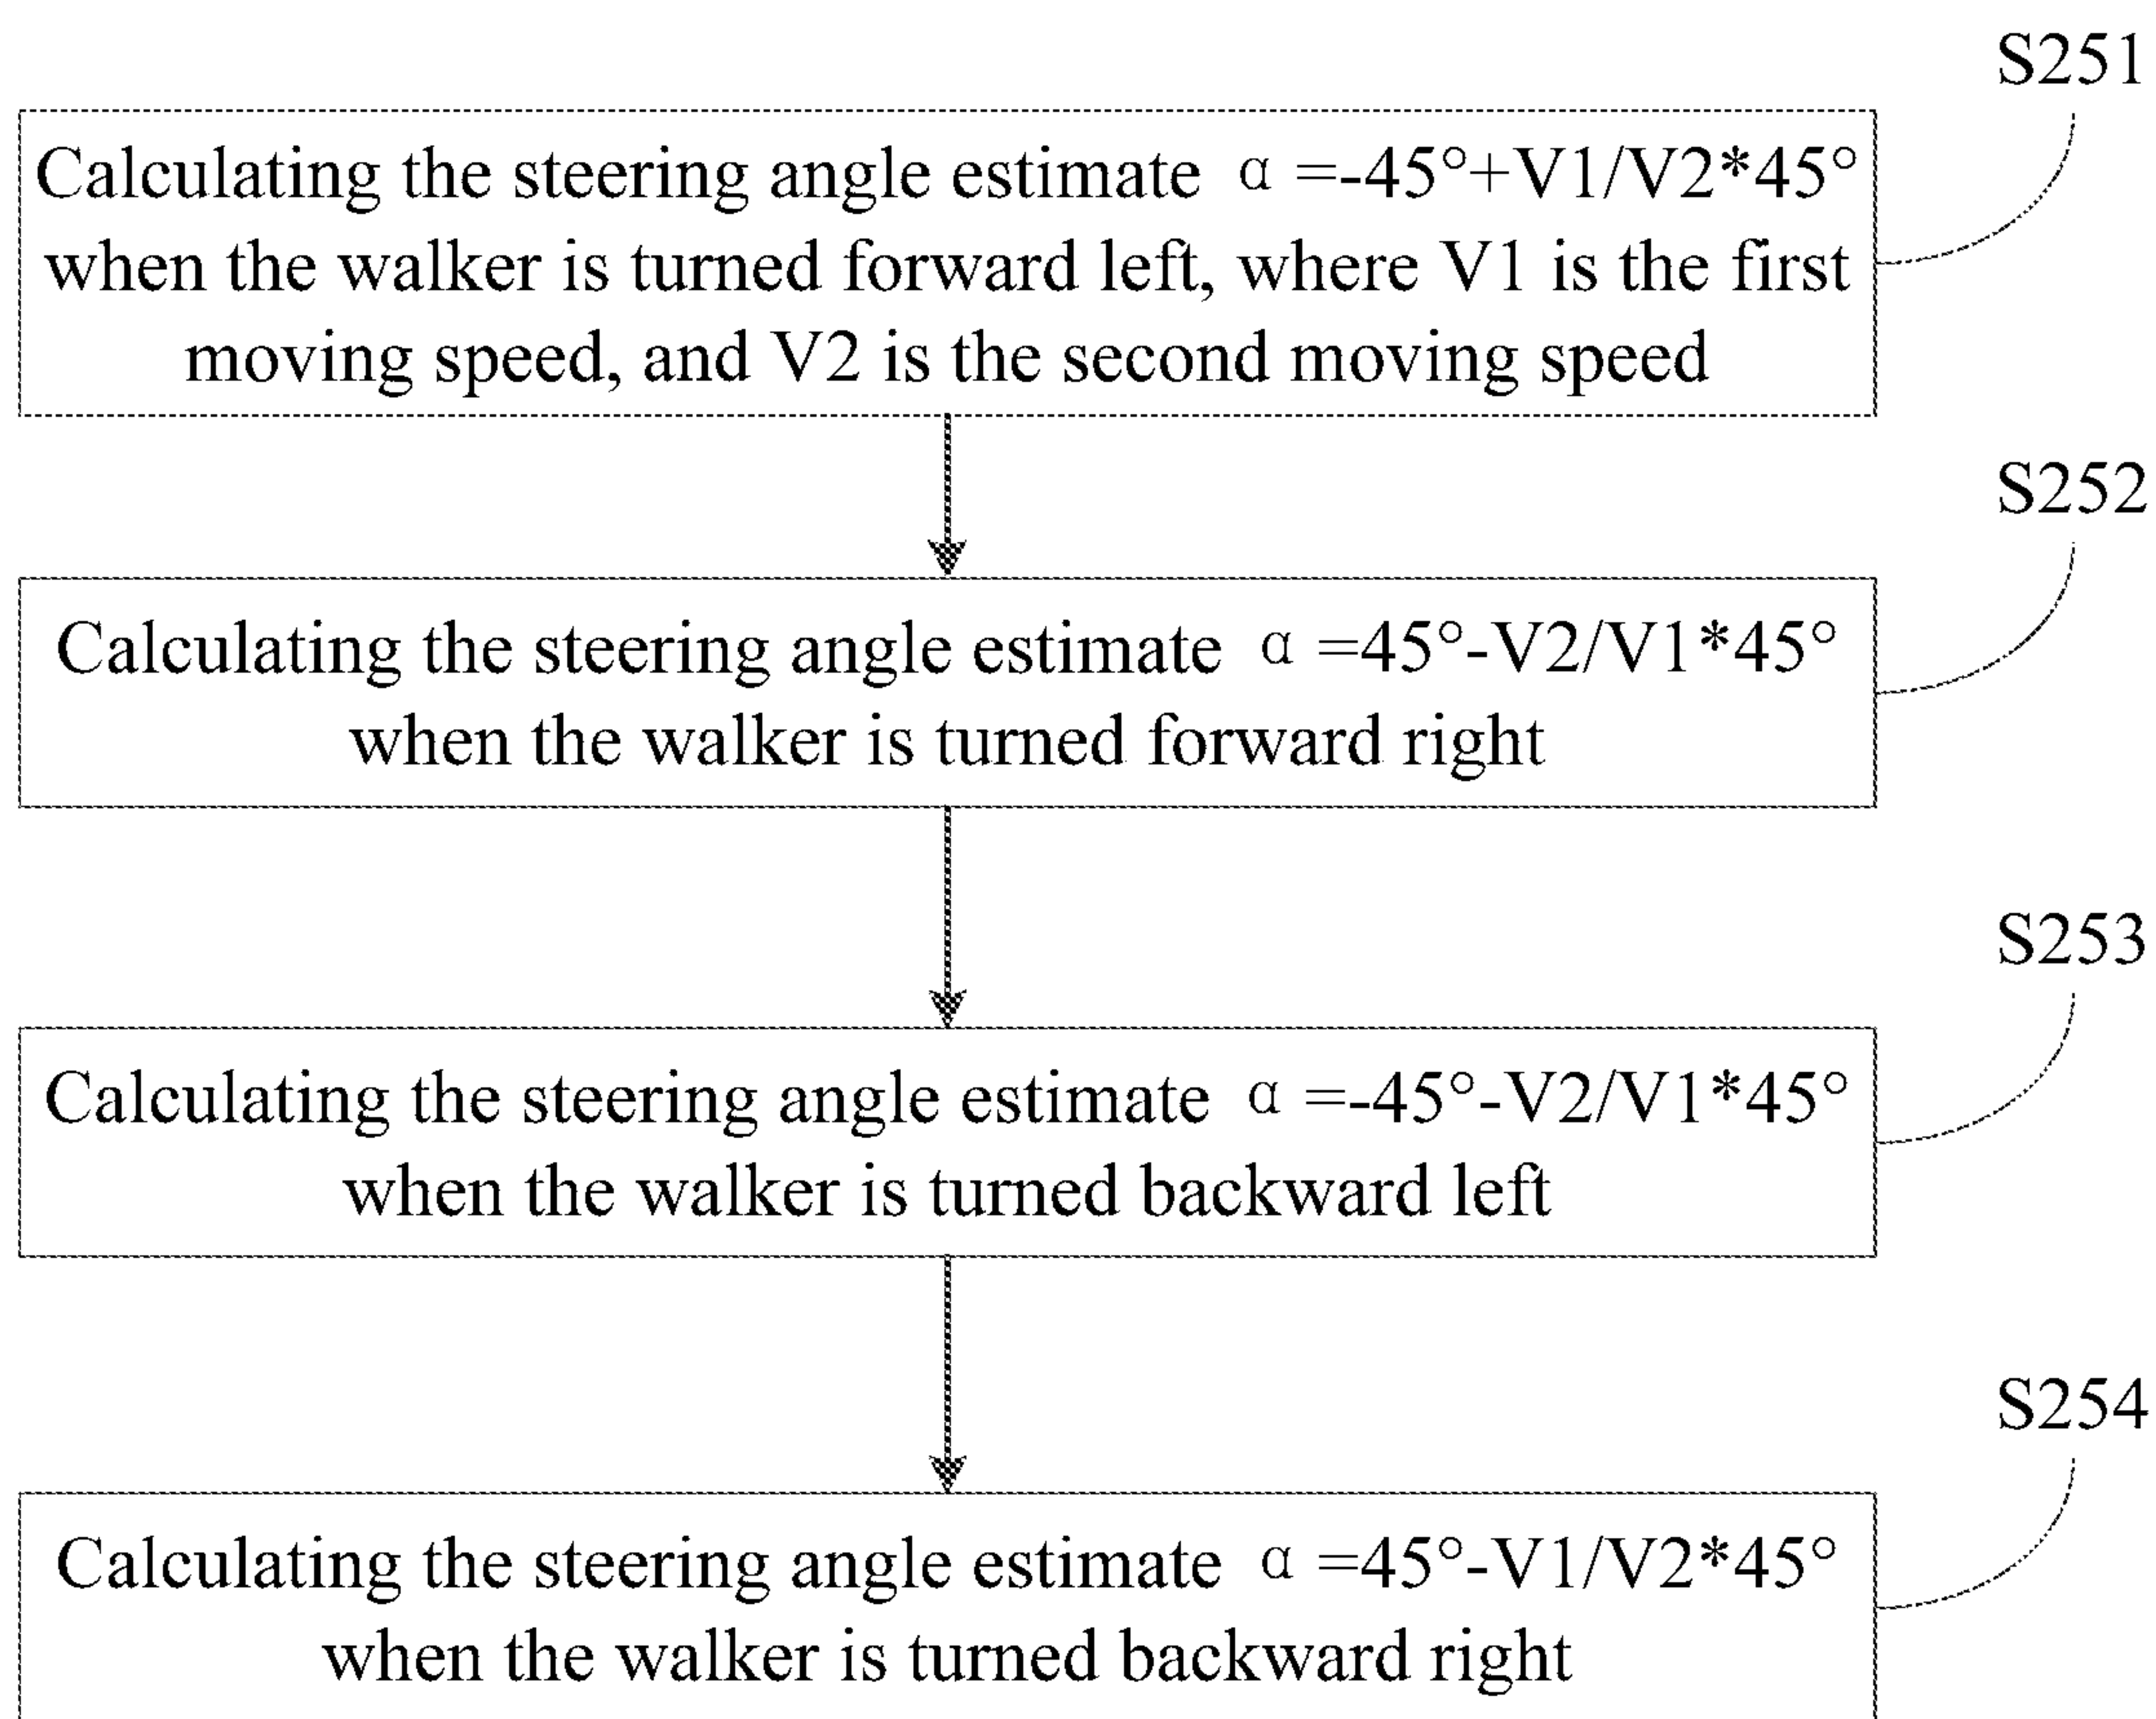 S251
Calculating the steering angle estimate α =-45°+V1/V2*45°
when the walker is turned forward left, where V1 is the first
moving speed, and V2 is the second moving speed
S252
Calculating the steering angle estimate α =45°-V2/V1*45°
when the walker is turned forward right
S253
Calculating the steering angle estimate α =-45°-V2/V1*45°
when the walker is turned backward left
S254
Calculating the steering angle estimate α =45°-V1/V2*45°
when the walker is turned backward right